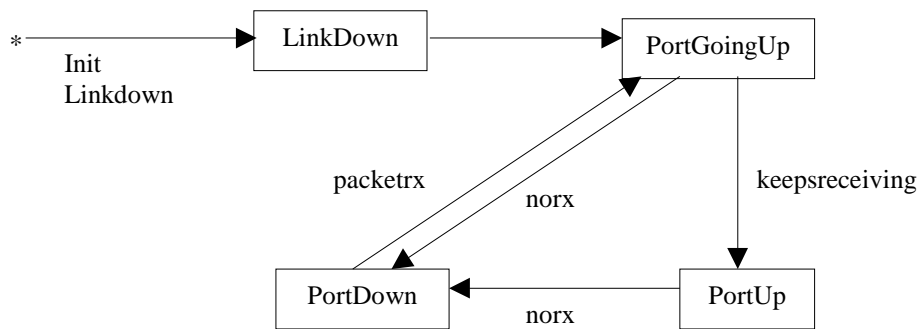 *
Init
Linkdown
LinkDown
PortGoingUp
packetrx
norx
keepsreceiving
PortDown
norx
PortUp